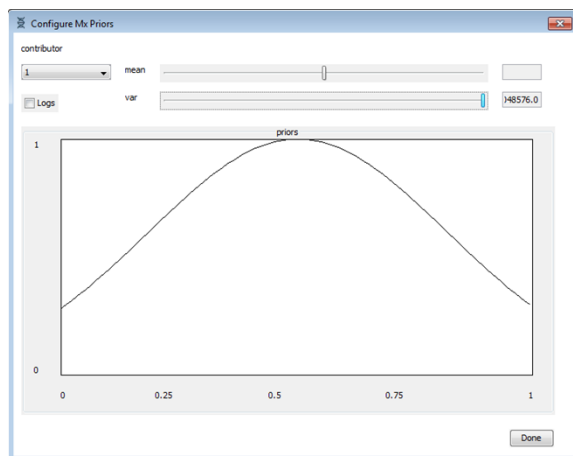 Configure Mx Priors
contributor
1
mean
Logs
var
)48576.0
priors
1
0
0 0.25 0.5 0.75 1
Done